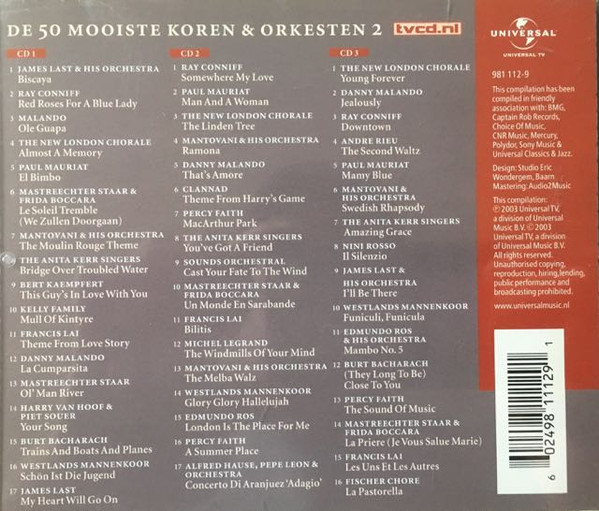 DE 50 MOOISTE KOREN & ORKESTEN 2 tvcd.nl
CD 1
1 JAMES LAST & HIS ORCHESTRA
Biscaya
2 RAY CONNIFF
Red Roses For A Blue Lady
3 MALANDO
Ole Guapa
4 THE NEW LONDON CHORALE
Almost A Memory
5 PAUL MAURIAT
El Bimbo
6 MASTREECHTER STAAR &
FRIDA BOCCARA
Le Soleil Tremble
(We Zullen Doorgaan)
7 MANTOVANI & HIS ORCHESTRA
The Moulin Rouge Theme
8 THE ANITA KERR SINGERS
Bridge Over Troubled Water
9 BERT KAEMPFERT
This Guy's In Love With You
10 KELLY FAMILY
Mull Of Kintyre
11 FRANCIS LAI
Theme From Love Story
12 DANNY MALANDO
La Cumparsita
13 MASTREECHTER STAAR
Ol' Man River
14 HARRY VAN HOOF &
PIET SOUER
Your Song
15 BURT BACHARACH
Trains And Boats And Planes
16 WESTLANDS MANNENKOOR
Schön Ist Die Jugend
17 JAMES LAST
My Heart Will Go On
CD 2
1 RAY CONNIFF
Somewhere My Love
2 PAUL MAURIAT
Man And A Woman
3 THE NEW LONDON CHORALE
The Linden Tree
4 MANTOVANI & HIS ORCHESTRA
Ramona
5 DANNY MALANDO
That's Amore
6 CLANNAD
Theme From Harry's Game
7 PERCY FAITH
MacArthur Park
8 THE ANITA KERR SINGERS
You've Got A Friend
9 SOUNDS ORCHESTRAL
Cast Your Fate To The Wind
10 MASTREECHTER STAAR &
FRIDA BOCCARA
Un Monde En Sarabande
11 FRANCIS LAI
Bilitis
12 MICHEL LEGRAND
The Windmills Of Your Mind
13 MANTOVANI & HIS ORCHESTRA
The Melba Walz
14 WESTLANDS MANNENKOOR
Glory Glory Hallelujah
15 EDMUNDO ROS
London Is The Place For Me
16 PERCY FAITH
A Summer Place
17 ALFRED HAUSE, PEPE LEON &
ORCHESTRA
Concerto Di Aranjuez 'Adagio'
CD 3
1 THE NEW LONDON CHORALE
Young Forever
2 DANNY MALANDO
Jealously
3 RAY CONNIFF
Downtown
4 ANDRE RIEU
The Second Waltz
5 PAUL MAURIAT
Mamy Blue
6 MANTOVANI &
HIS ORCHESTRA
Swedish Rhapsody
7 THE ANITA KERR SINGERS
Amazing Grace
8 NINI ROSSO
Il Silenzio
9 JAMES LAST &
HIS ORCHESTRA
I'll Be There
10 WESTLANDS MANNENKOOR
Funiculi, Funicula
11 EDMUND ROS
& HIS ORCHESTRA
Mambo No. 5
12 BURT BACHARACH
(They Long To Be)
Close To You
13 PERCY FAITH
The Sound Of Music
14 MASTREECHTER STAAR &
FRIDA BOCCARA
La Priere (Je Vous Salue Marie)
15 FRANCIS LAI
Les Uns Et Les Autres
16 FISCHER CHORE
La Pastorella
UNIVERSAL
UNIVERSAL TV
981 112-9
This compilation has been
compiled in friendly
association with: BMG,
Captain Rob Records,
Choice Of Music,
CNR Music, Mercury,
Polydor, Sony Music &
Universal Classics & Jazz.
Design: Studio Eric
Wondergem, Baarn
Mastering: Audio2Music
This compilation:
℗ 2003 Universal TV,
a division of Universal
Music B.V. © 2003
Universal TV, a division
of Universal Music B.V.
All rights reserved.
Unauthorised copying,
reproduction, hiring, lending,
public performance and
broadcasting prohibited.
www.universalmusic.nl
6 02498 11129 1